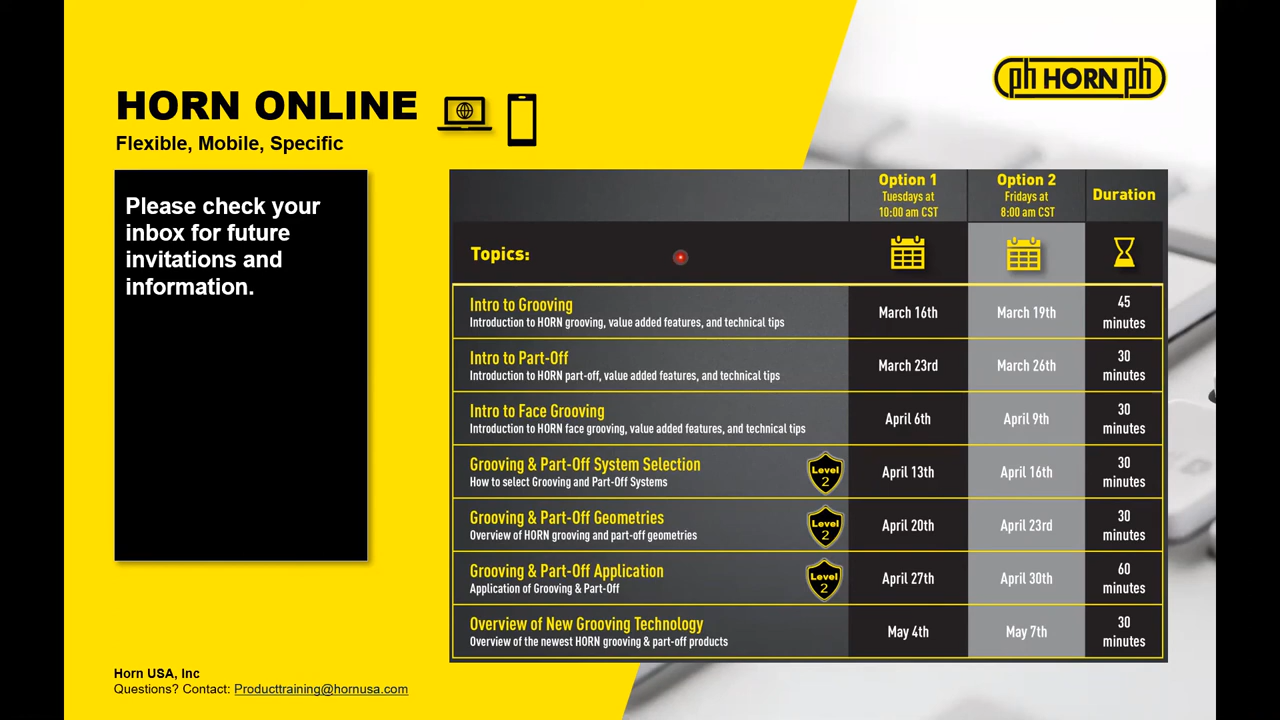 HORN ONLINE
Flexible, Mobile, Specific
ph HORN ph
Please check your
inbox for future
invitations and
information.
Option 1
Tuesdays at
10:00 am CST
Option 2
Fridays at
8:00 am CST
Duration
Topics:
Intro to Grooving
Introduction to HORN grooving, value added features, and technical tips
March 16th
March 19th
45
minutes
Intro to Part-Off
Introduction to HORN part-off, value added features, and technical tips
March 23rd
March 26th
30
minutes
Intro to Face Grooving
Introduction to HORN face grooving, value added features, and technical tips
April 6th
April 9th
30
minutes
Grooving & Part-Off System Selection
How to select Grooving and Part-Off Systems
Level
2
April 13th
April 16th
30
minutes
Grooving & Part-Off Geometries
Overview of HORN grooving and part-off geometries
Level
2
April 20th
April 23rd
30
minutes
Grooving & Part-Off Application
Application of Grooving & Part-Off
Level
2
April 27th
April 30th
60
minutes
Overview of New Grooving Technology
Overview of the newest HORN grooving & part-off products
May 4th
May 7th
30
minutes
Horn USA, Inc
Questions? Contact: Producttraining@hornusa.com